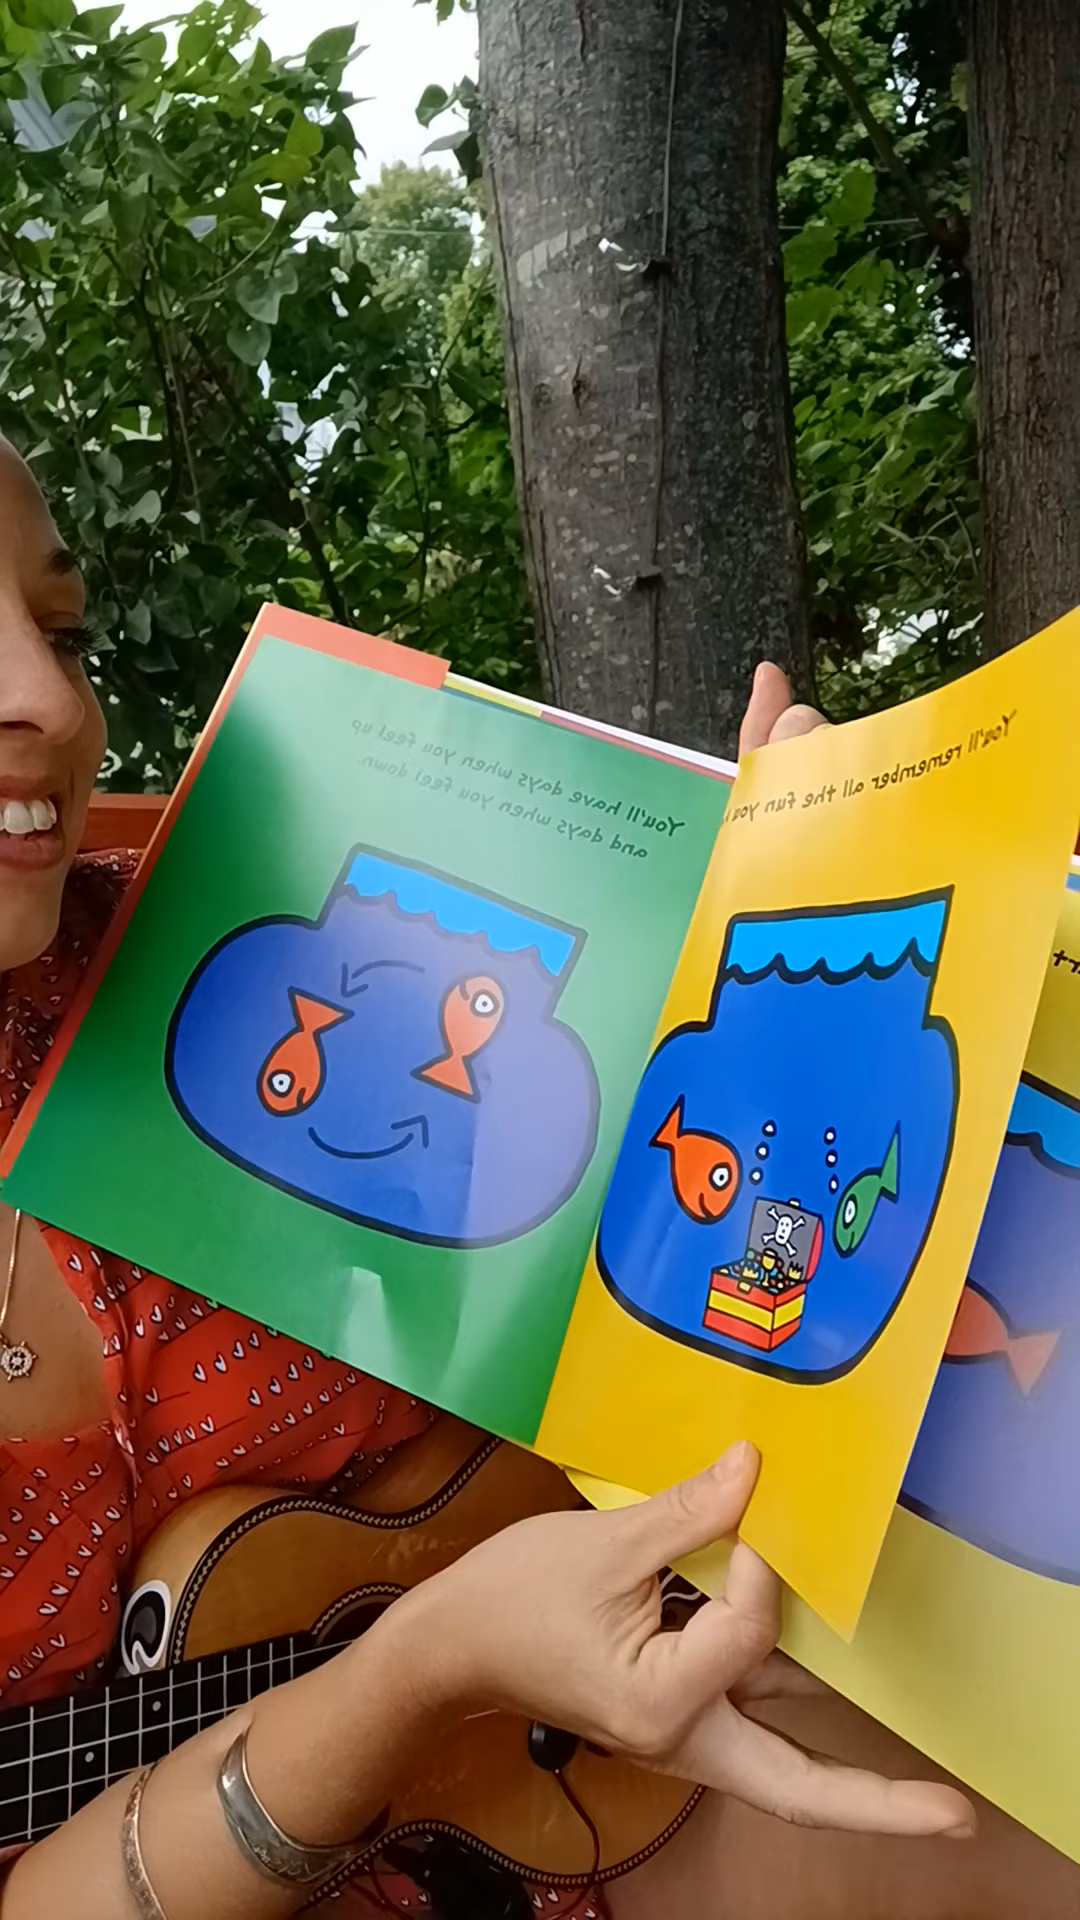 You'll have days when you feel up
and days when you feel down.
You'll remember all the fun you